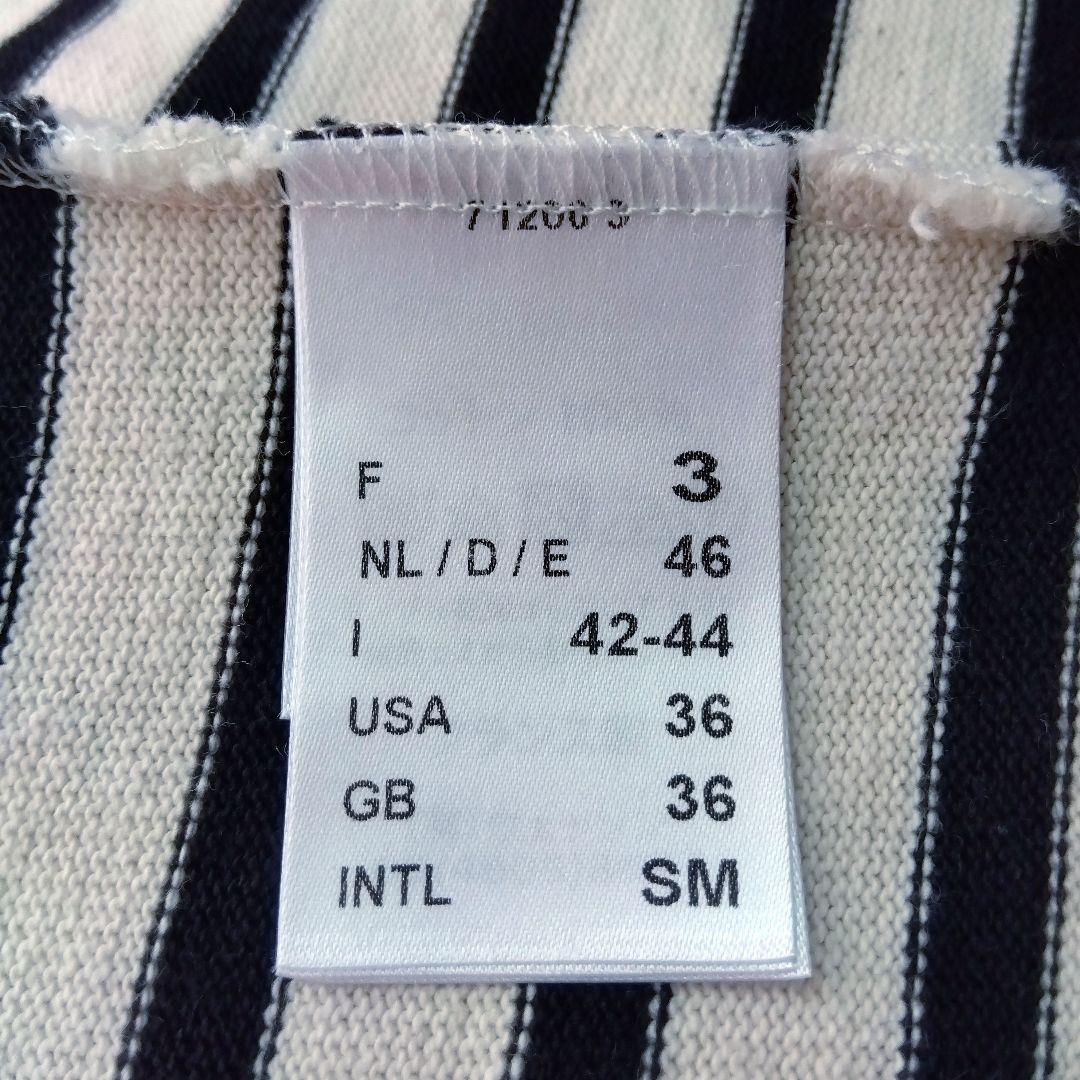 F 3
NL / D / E 46
I 42-44
USA 36
GB 36
INTL SM